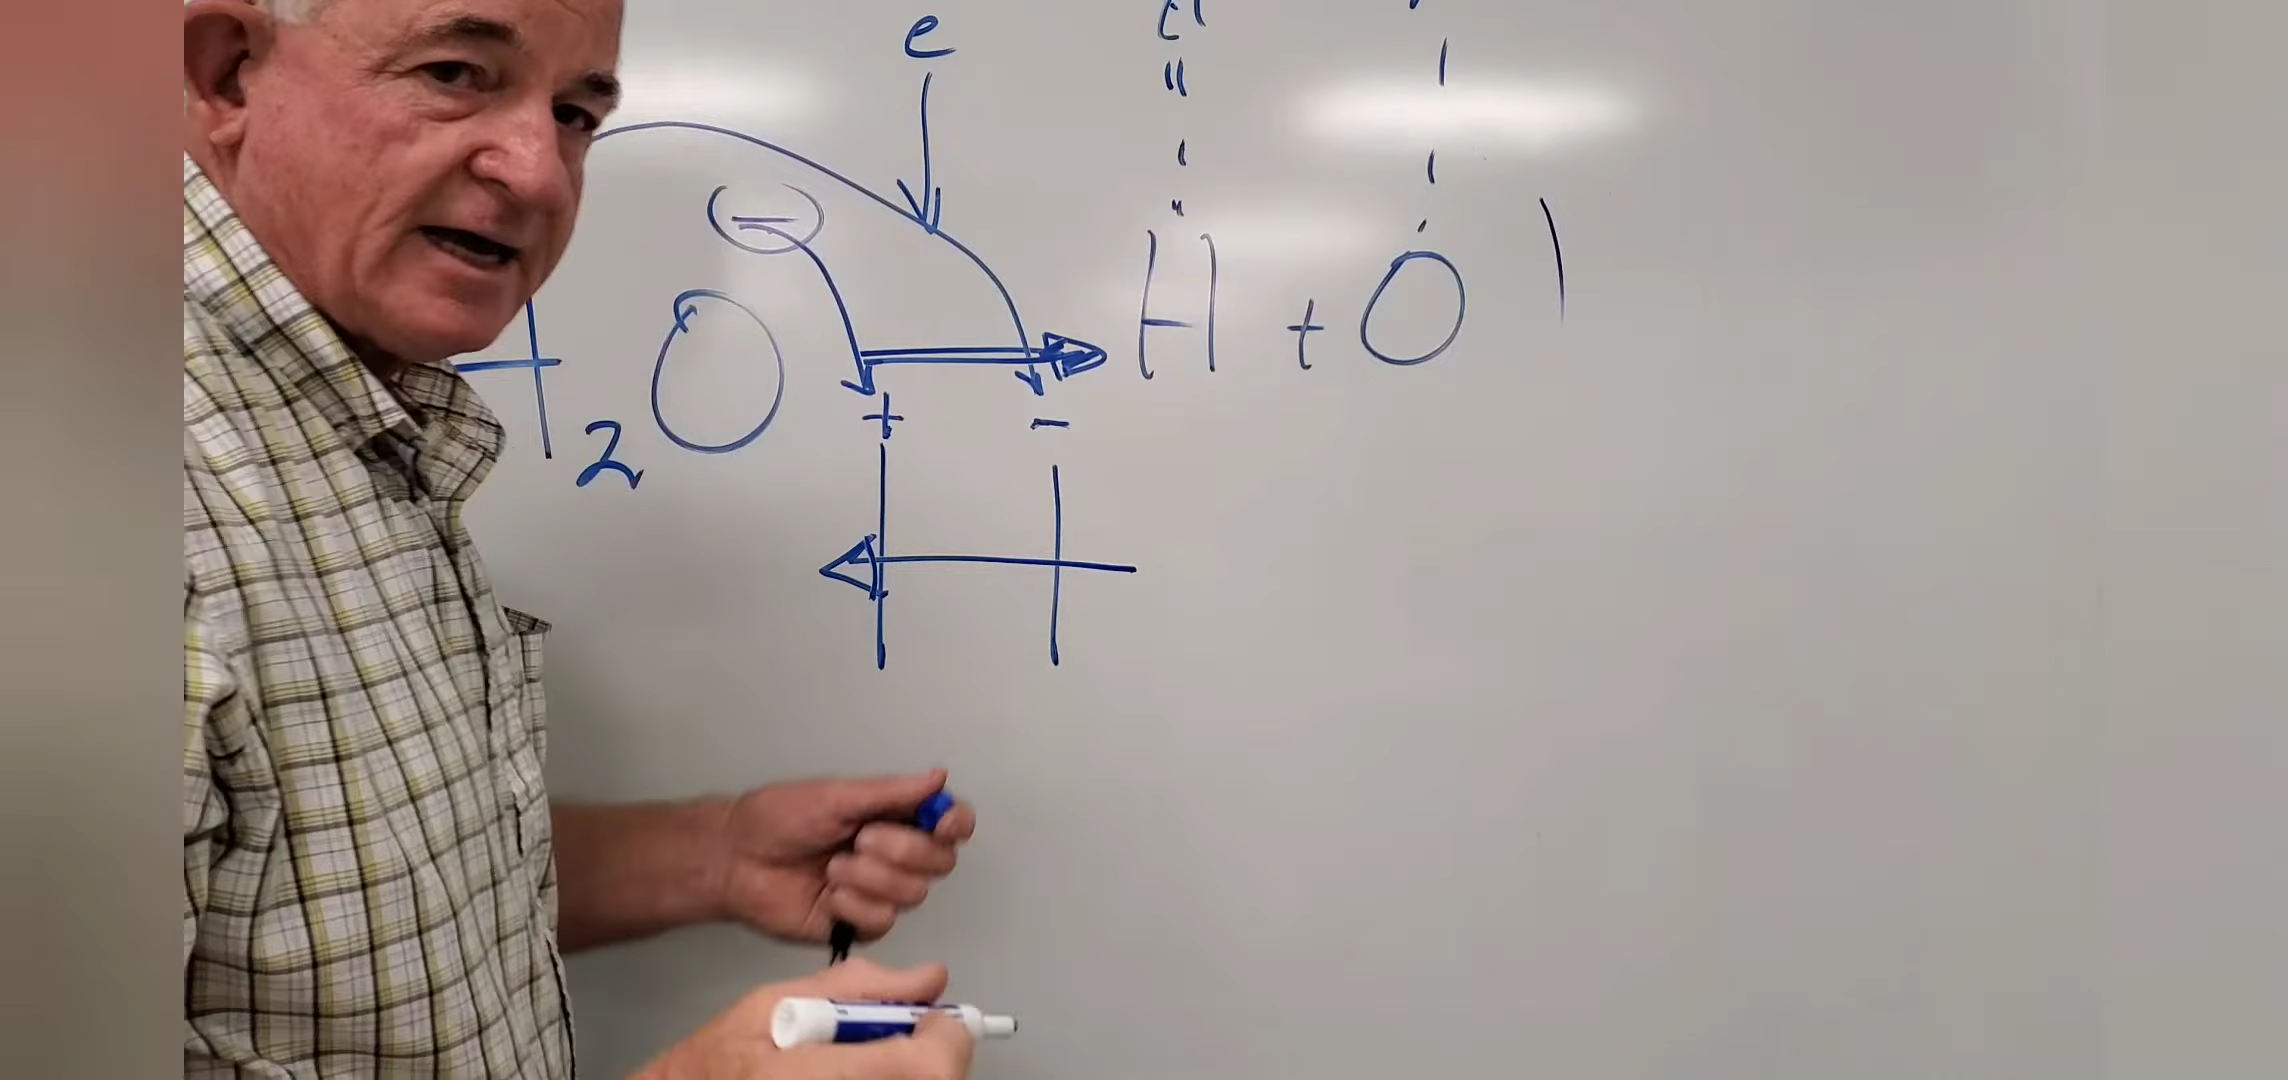 e
H₂O H + O
+ -